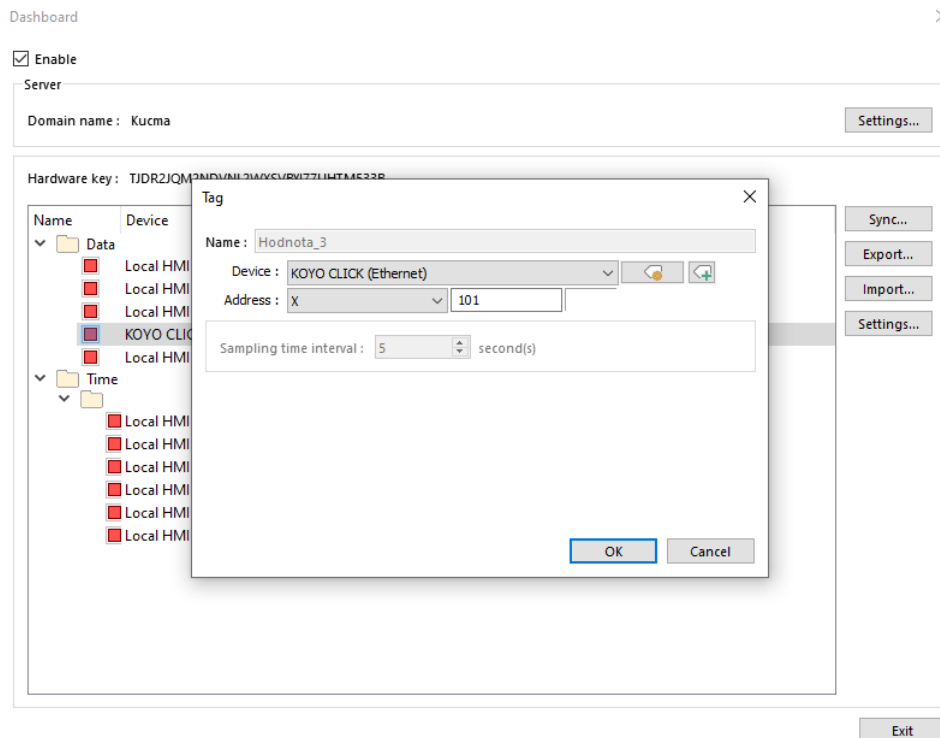 Dashboard
Enable
Server
Domain name : Kucma
Settings...
Hardware key :
Name Device
Sync...
Export...
Import...
Settings...
Data
Local HMI
Local HMI
Local HMI
KOYO CLIC
Local HMI
Time
Local HMI
Local HMI
Local HMI
Local HMI
Local HMI
Local HMI
Tag
Name : Hodnota_3
Device : KOYO CLICK (Ethernet)
Address : X 101
Sampling time interval : 5 second(s)
OK Cancel
Exit